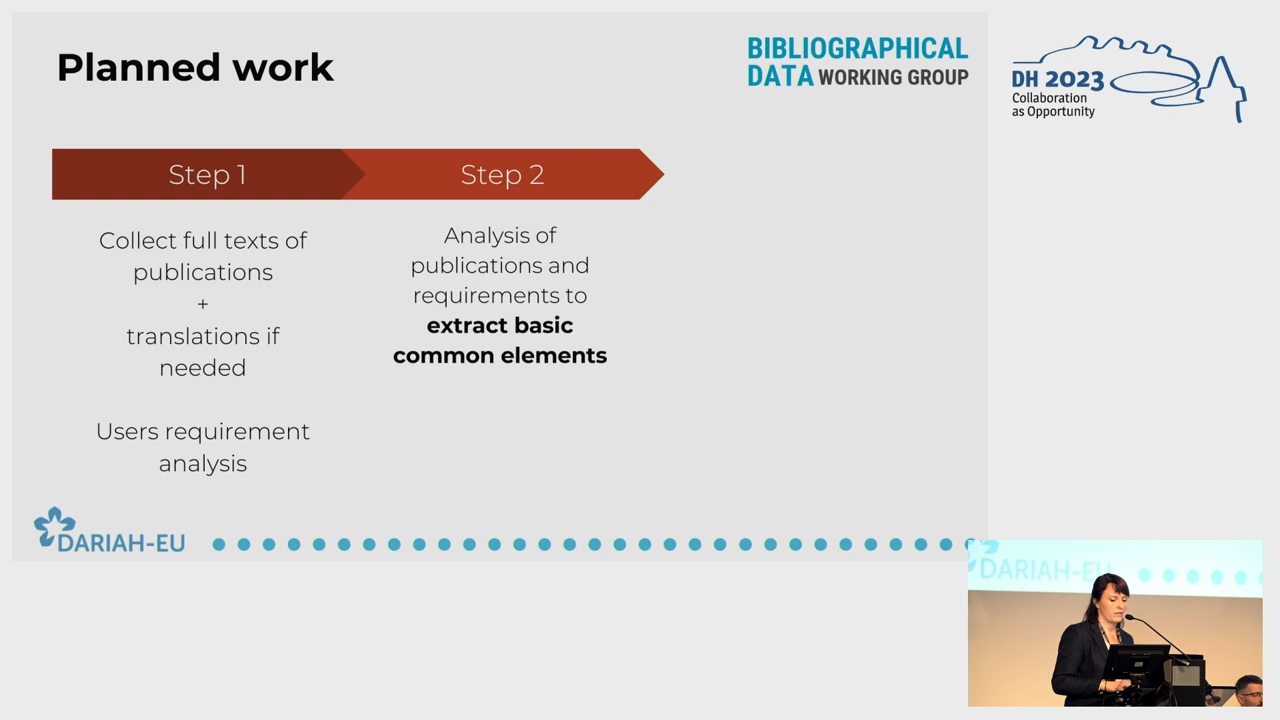 Planned work
BIBLIOGRAPHICAL
DATA WORKING GROUP
DH 2023
Collaboration
as Opportunity
Step 1
Step 2
Collect full texts of
publications
+
translations if
needed
Users requirement
analysis
Analysis of
publications and
requirements to
extract basic
common elements
DARIAH-EU
DARIAH-EU